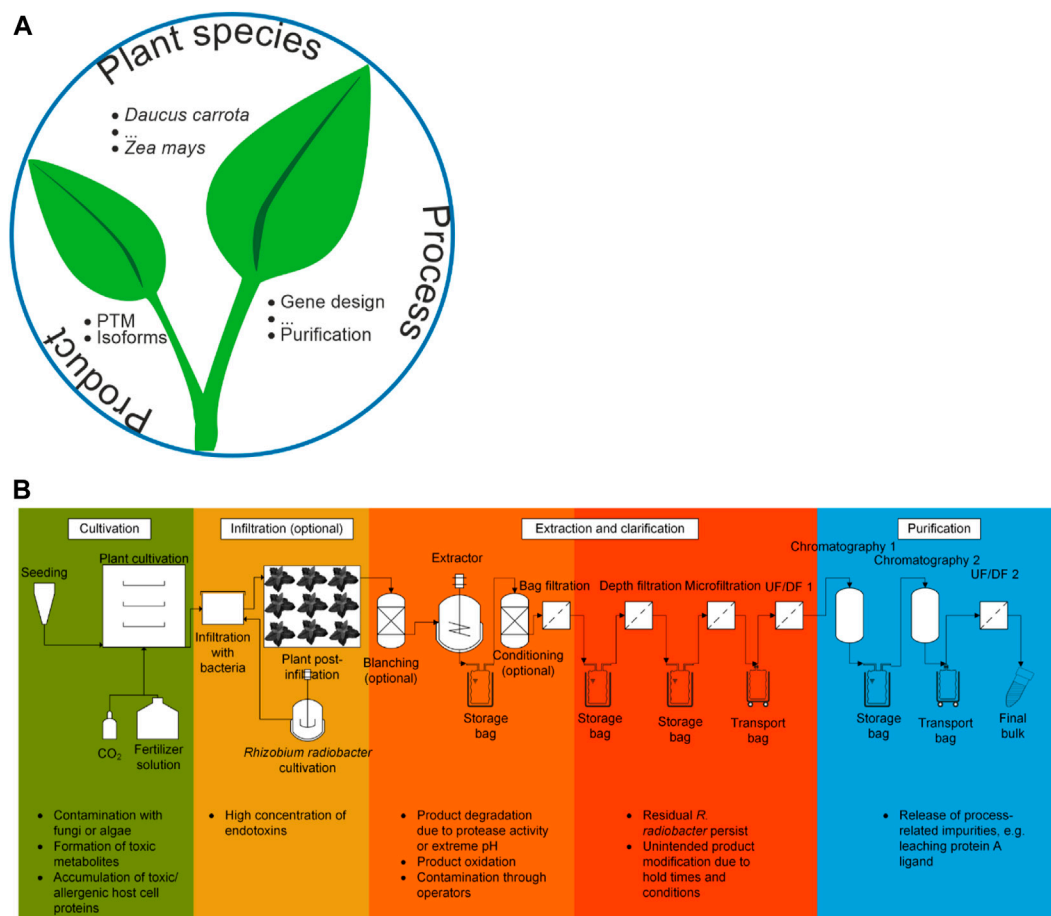 A
Plant species
• Daucus carrota
• ...
• Zea mays
Process
• Gene design
• ...
• Purification
• PTM
• Isoforms
Product
B
Cultivation
Infiltration (optional)
Extraction and clarification
Purification
Seeding
Plant cultivation
CO2
Fertilizer
solution
Infiltration
with
bacteria
Plant post-
infiltration
Rhizobium radiobacter
cultivation
Blanching
(optional)
Extractor
Storage
bag
Conditioning
(optional)
Bag filtration
Storage
bag
Depth filtration
Storage
bag
Microfiltration
Transport
bag
UF/DF 1
Chromatography 1
Storage
bag
Chromatography 2
Transport
bag
UF/DF 2
Final
bulk
• Contamination with
fungi or algae
• Formation of toxic
metabolites
• Accumulation of toxic/
allergenic host cell
proteins
• High concentration of
endotoxins
• Product degradation
due to protease activity
or extreme pH
• Product oxidation
• Contamination through
operators
• Residual R.
radiobacter persist
• Unintended product
modification due to
hold times and
conditions
• Release of process-
related impurities, e.g.
leaching protein A
ligand